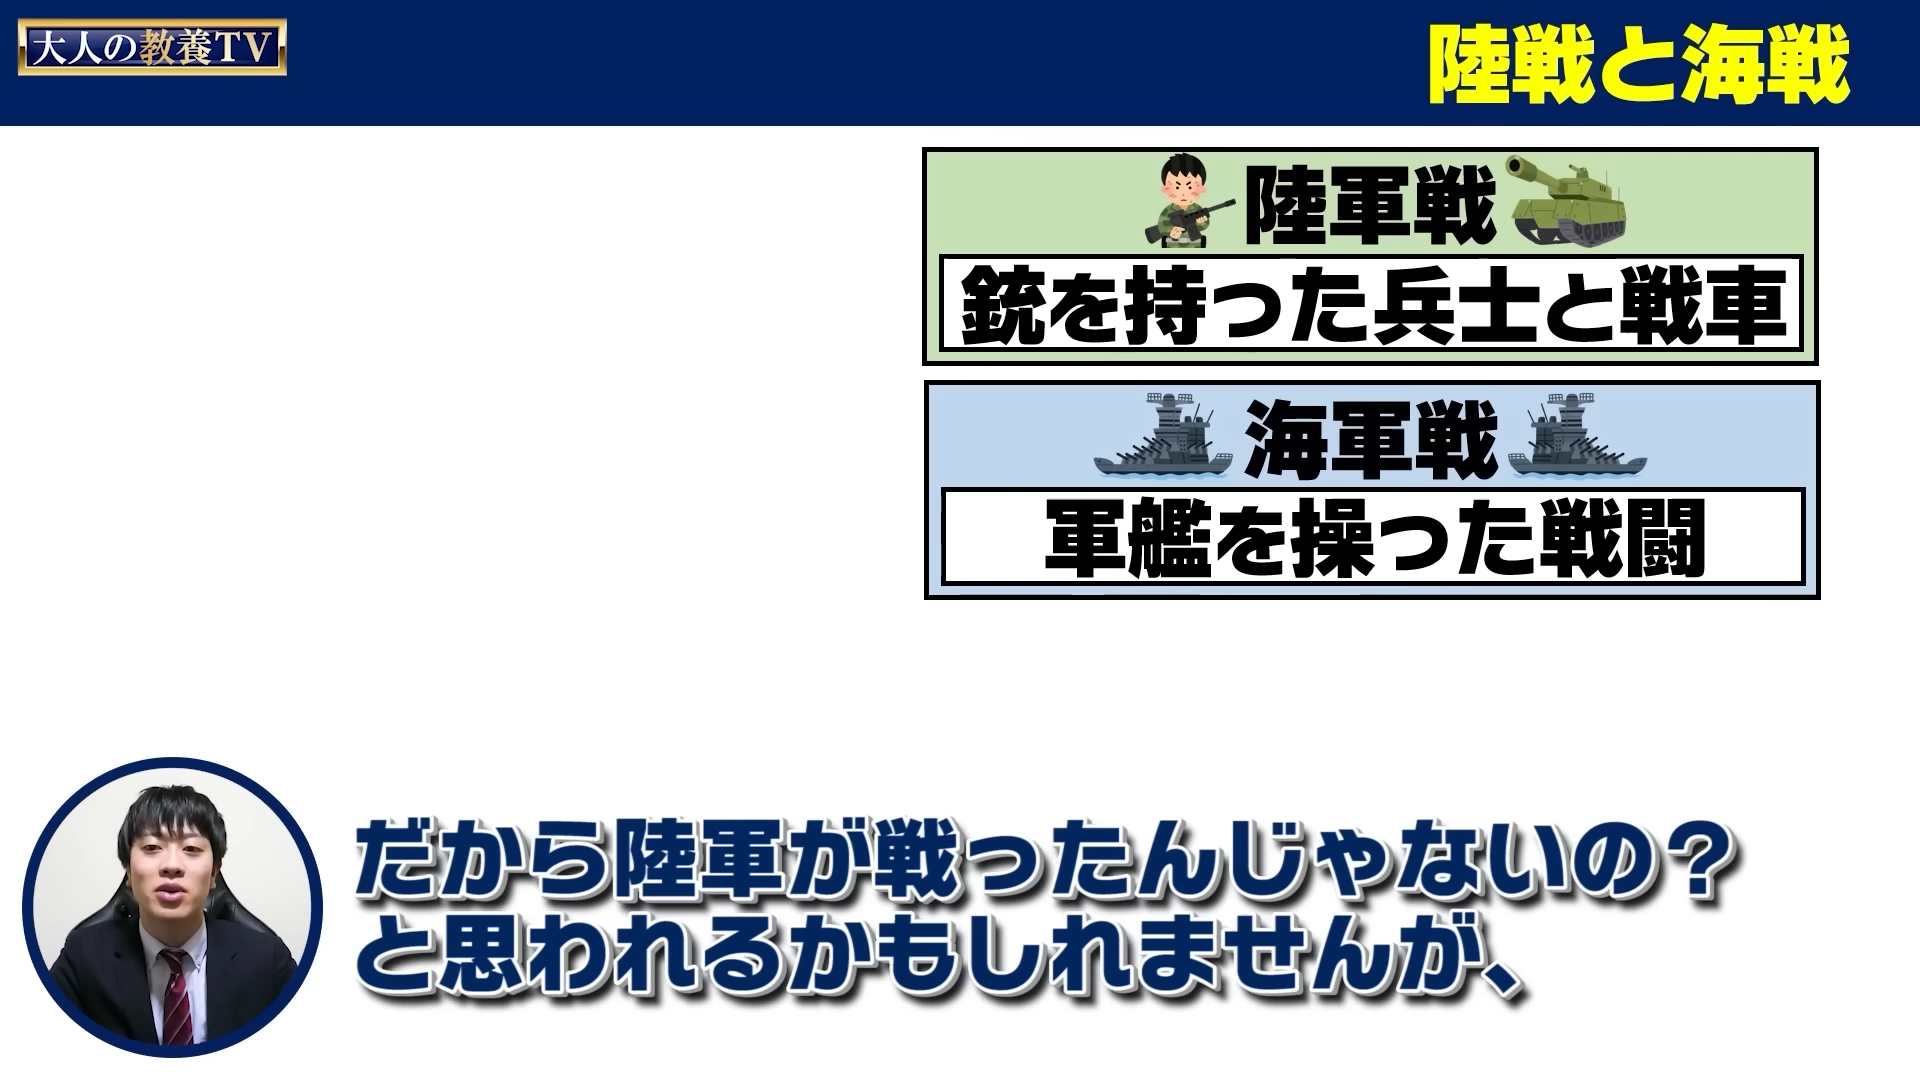 大人の教養TV
陸戦と海戦
陸軍戦
銃を持った兵士と戦車
海軍戦
軍艦を操った戦闘
だから陸軍が戦ったんじゃないの？
と思われるかもしれませんが、